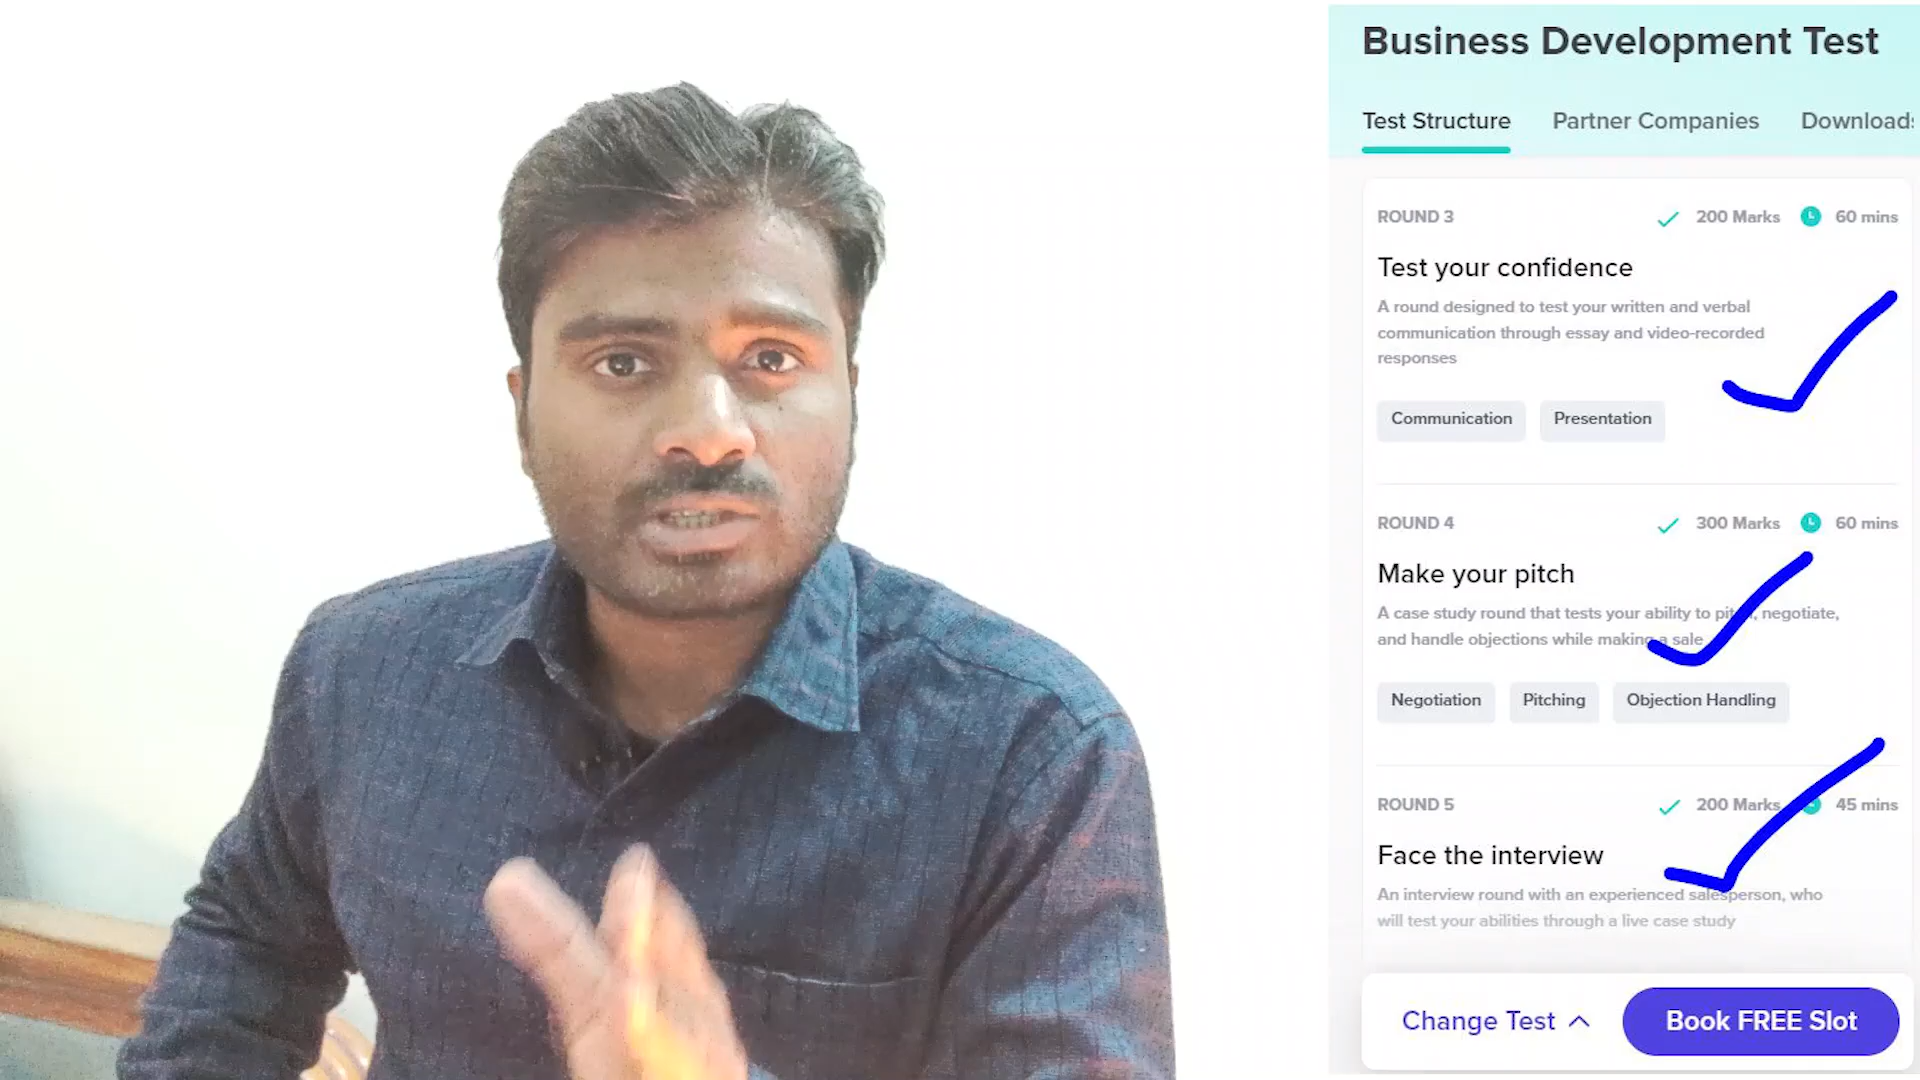 Business Development Test
Test Structure Partner Companies Downloads
ROUND 3 200 Marks 60 mins
Test your confidence
A round designed to test your written and verbal
communication through essay and video-recorded
responses
Communication Presentation
ROUND 4 300 Marks 60 mins
Make your pitch
A case study round that tests your ability to pitch, negotiate,
and handle objections while making a sale
Negotiation Pitching Objection Handling
ROUND 5 200 Marks 45 mins
Face the interview
An interview round with an experienced salesperson, who
will test your abilities through a live case study
Change Test Book FREE Slot